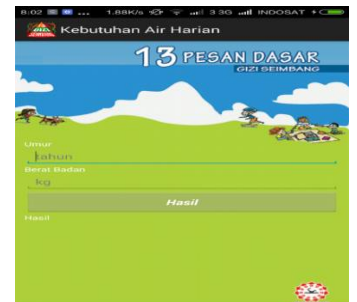 8:02 ... 1.88K/s 3 3G INDOSAT
Kebutuhan Air Harian
13 PESAN DASAR
GIZI SEIMBANG
Umur
tahun
Berat Badan
kg
Hasil
Hasil